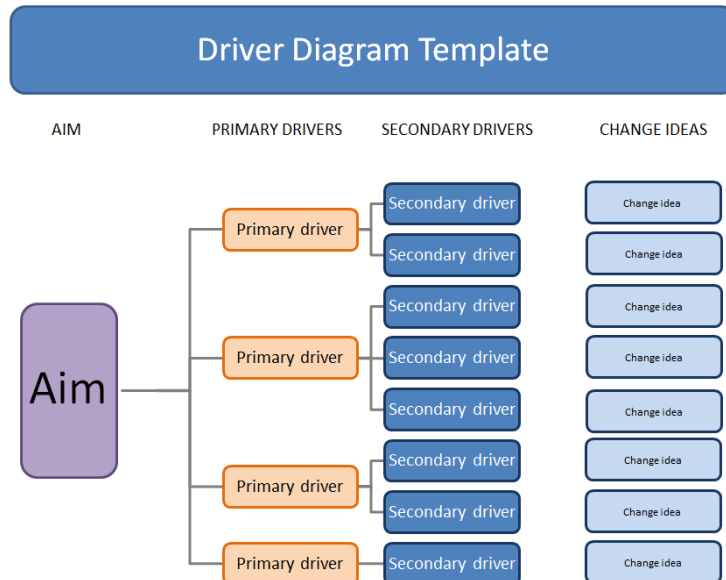 Driver Diagram Template
AIM PRIMARY DRIVERS SECONDARY DRIVERS CHANGE IDEAS
Secondary driver Change idea
Primary driver
Secondary driver Change idea
Secondary driver Change idea
Aim
Primary driver Secondary driver Change idea
Secondary driver Change idea
Secondary driver Change idea
Primary driver
Secondary driver Change idea
Primary driver Secondary driver Change idea